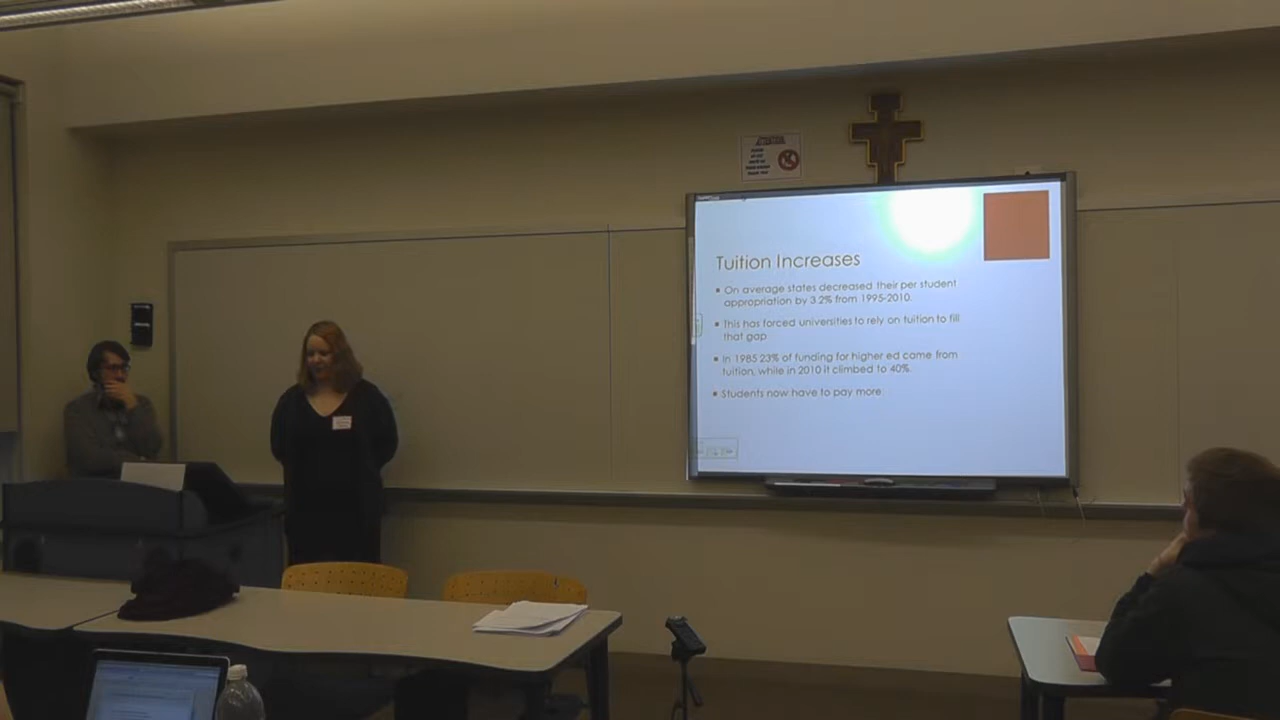 ATTENTION
Tuition Increases
On average states decreased their per student
appropriation by 3.2% from 1995-2010.
This has forced universities to rely on tuition to fill
that gap
In 1985 23% of funding for higher ed came from
tuition, while in 2010 it climbed to 40%.
Students now have to pay more